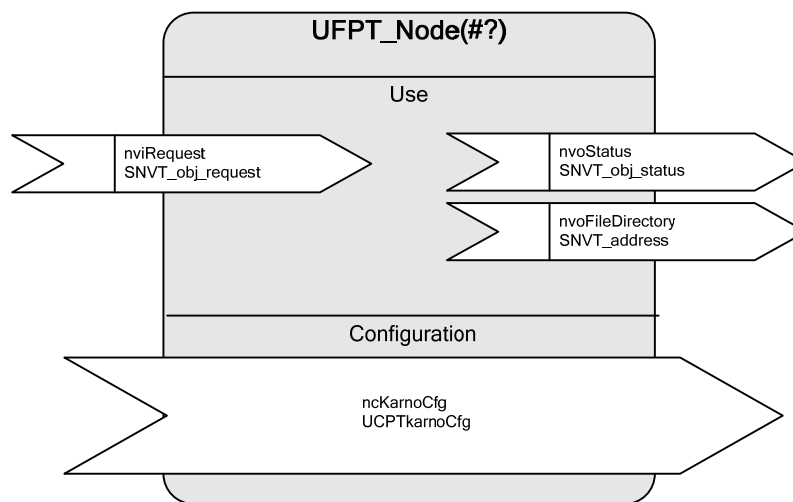 UFPT_Node(#?)
Use
nviRequest
SNVT_obj_request
nvoStatus
SNVT_obj_status
nvoFileDirectory
SNVT_address
Configuration
ncKarnoCfg
UCPTkarnoCfg